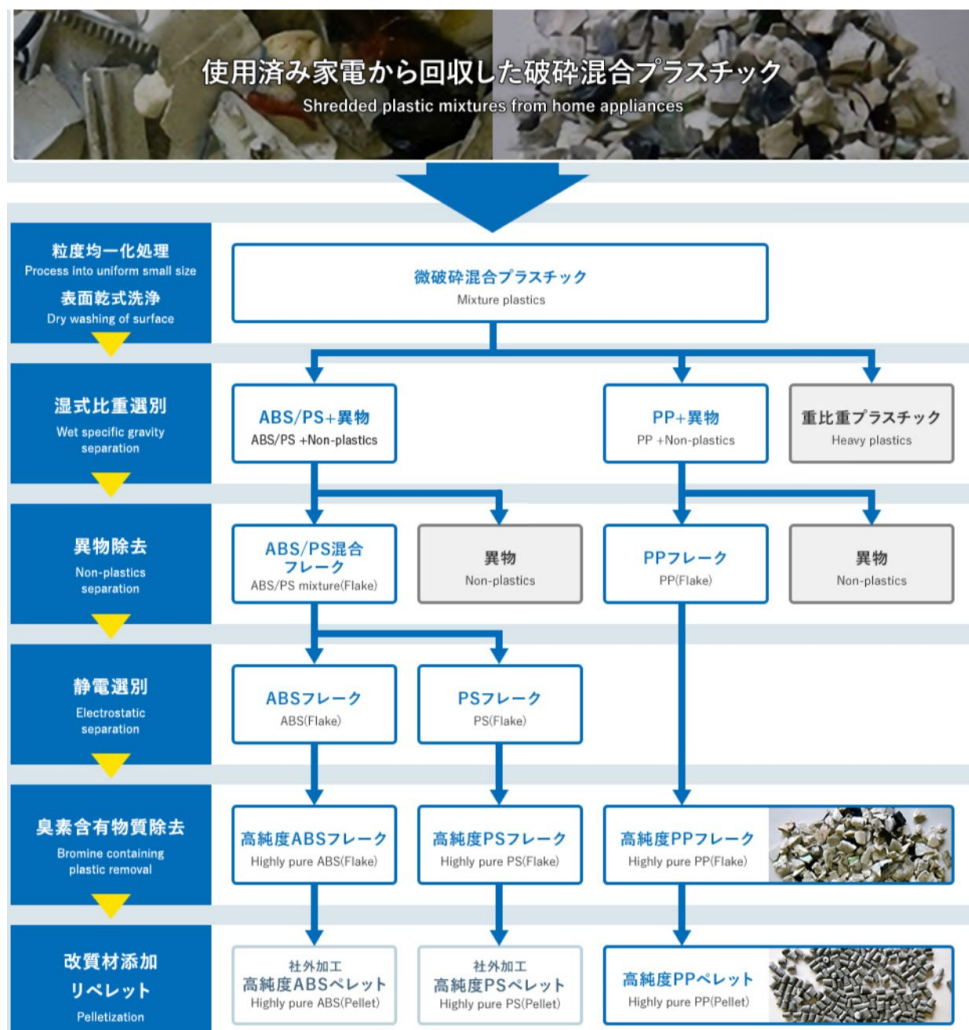 使用済み家電から回収した破砕混合プラスチック
Shredded plastic mixtures from home appliances
粒度均一化処理
Process into uniform small size
表面乾式洗浄
Dry washing of surface
微破砕混合プラスチック
Mixture plastics
湿式比重選別
Wet specific gravity
separation
ABS/PS+異物
ABS/PS +Non-plastics
PP+異物
PP +Non-plastics
重比重プラスチック
Heavy plastics
異物除去
Non-plastics
separation
ABS/PS混合
フレーク
ABS/PS mixture(Flake)
異物
Non-plastics
PPフレーク
PP(Flake)
異物
Non-plastics
静電選別
Electrostatic
separation
ABSフレーク
ABS(Flake)
PSフレーク
PS(Flake)
臭素含有物質除去
Bromine containing
plastic removal
高純度ABSフレーク
Highly pure ABS(Flake)
高純度PSフレーク
Highly pure PS(Flake)
高純度PPフレーク
Highly pure PP(Flake)
改質材添加
リペレット
Pelletization
社外加工
高純度ABSペレット
Highly pure ABS(Pellet)
社外加工
高純度PSペレット
Highly pure PS(Pellet)
高純度PPペレット
Highly pure PP(Pellet)